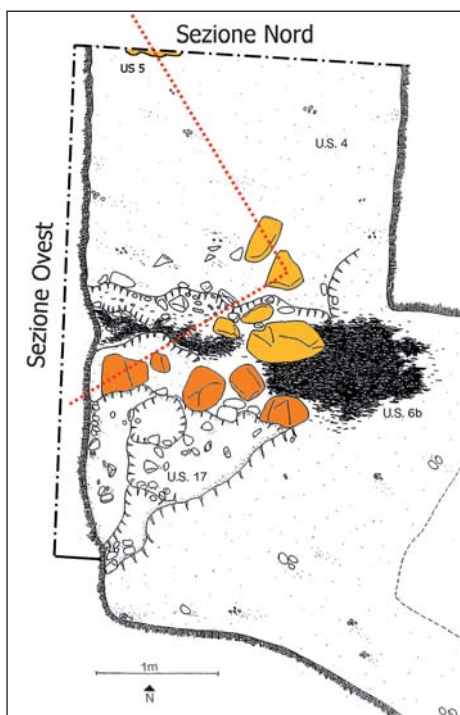 Sezione Nord
US 5
U.S. 4
Sezione Ovest
U.S. 6b
U.S. 17
1m
N